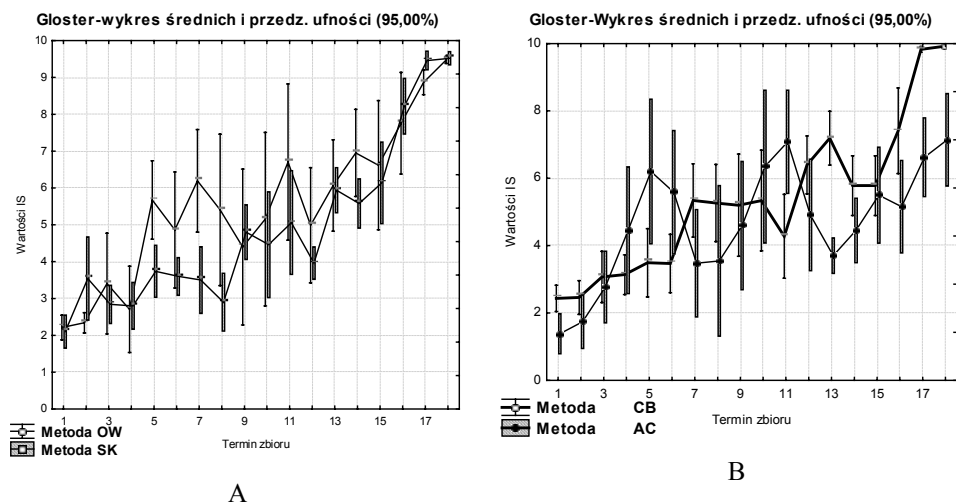 Gloster-wykres średnich i przedz. ufności (95,00%)
10
9
8
7
6
5
4
3
2
1
0
Wartości IS
1 3 5 7 9 11 13 15 17
Termin zbioru
Metoda OW
Metoda SK
A
Gloster-Wykres średnich i przedz. ufności (95,00%)
10
8
6
4
2
0
Wartości IS
1 3 5 7 9 11 13 15 17
Termin zbioru
Metoda CB
Metoda AC
B